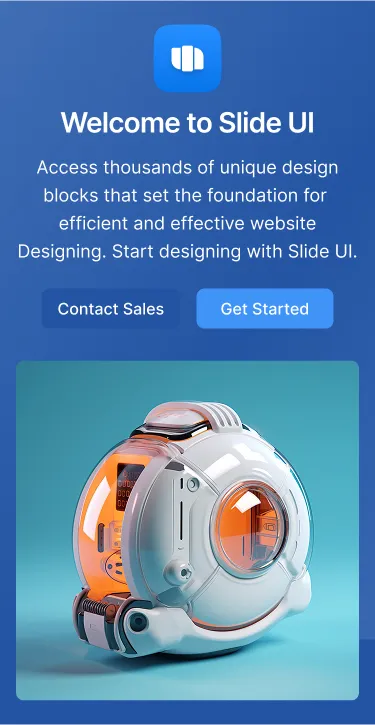 Welcome to Slide UI
Access thousands of unique design
blocks that set the foundation for
efficient and effective website
Designing. Start designing with Slide UI.
Contact Sales
Get Started